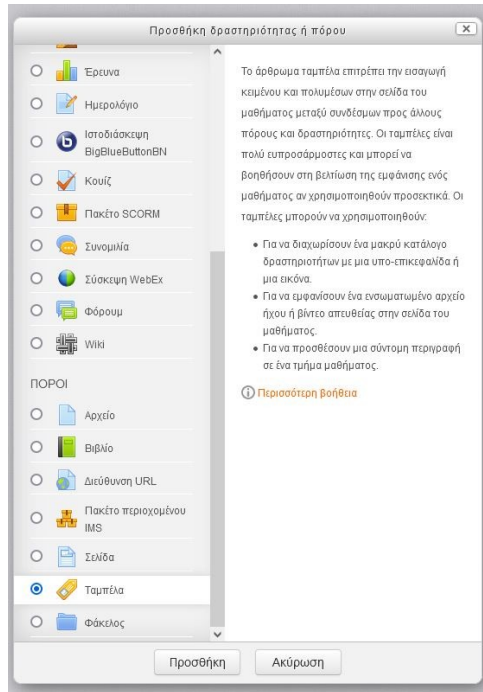 Προσθήκη δραστηριότητας ή πόρου
Έρευνα
Ημερολόγιο
Ιστοδιάσκεψη
BigBlueButtonBN
Κουίζ
Πακέτο SCORM
Συνομιλία
Σύσκεψη WebEx
Φόρουμ
Wiki
ΠΟΡΟΙ
Αρχείο
Βιβλίο
Διεύθυνση URL
Πακέτο περιοχομένου
IMS
Σελίδα
Ταμπέλα
Φάκελος
Το άρθρωμα ταμπέλα επιτρέπει την εισαγωγή
κειμένου και πολυμέσων στην σελίδα του
μαθήματος μεταξύ συνδέσμων προς άλλους
πόρους και δραστηριότητες. Οι ταμπέλες είναι
πολύ ευπροσάρμοστες και μπορεί να
βοηθήσουν στη βελτίωση της εμφάνισης ενός
μαθήματος αν χρησιμοποιηθούν προσεκτικά. Οι
ταμπέλες μπορούν να χρησιμοποιηθούν:
• Για να διαχωρίσουν ένα μακρύ κατάλογο
δραστηριοτήτων με μια υπο-επικεφαλίδα ή
μια εικόνα.
• Για να εμφανίσουν ένα ενσωματωμένο αρχείο
ήχου ή βίντεο απευθείας στην σελίδα του
μαθήματος.
• Για να προσθέσουν μια σύντομη περιγραφή
σε ένα τμήμα μαθήματος.
Περισσότερη βοήθεια
Προσθήκη
Ακύρωση